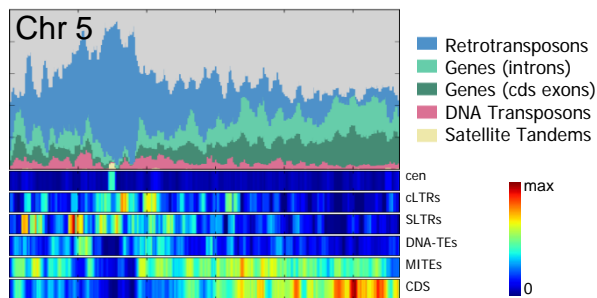 Chr 5
Retrotransposons
Genes (introns)
Genes (cds exons)
DNA Transposons
Satellite Tandems
cen
cLTRs
SLTRs
DNA-TEs
MITEs
CDS
max
0